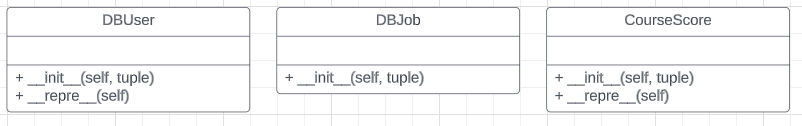 DBUser
+ __init__(self, tuple)
+ __repre__(self)
DBJob
+ __init__(self, tuple)
CourseScore
+ __init__(self, tuple)
+ __repre__(self)